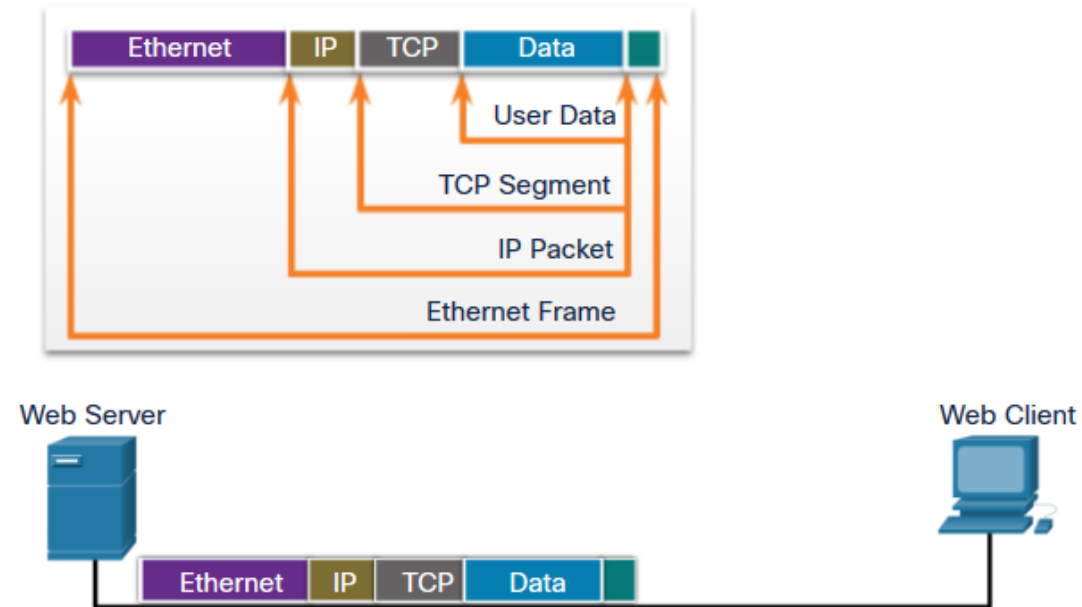 Ethernet IP TCP Data
User Data
TCP Segment
IP Packet
Ethernet Frame
Web Server Web Client
Ethernet IP TCP Data